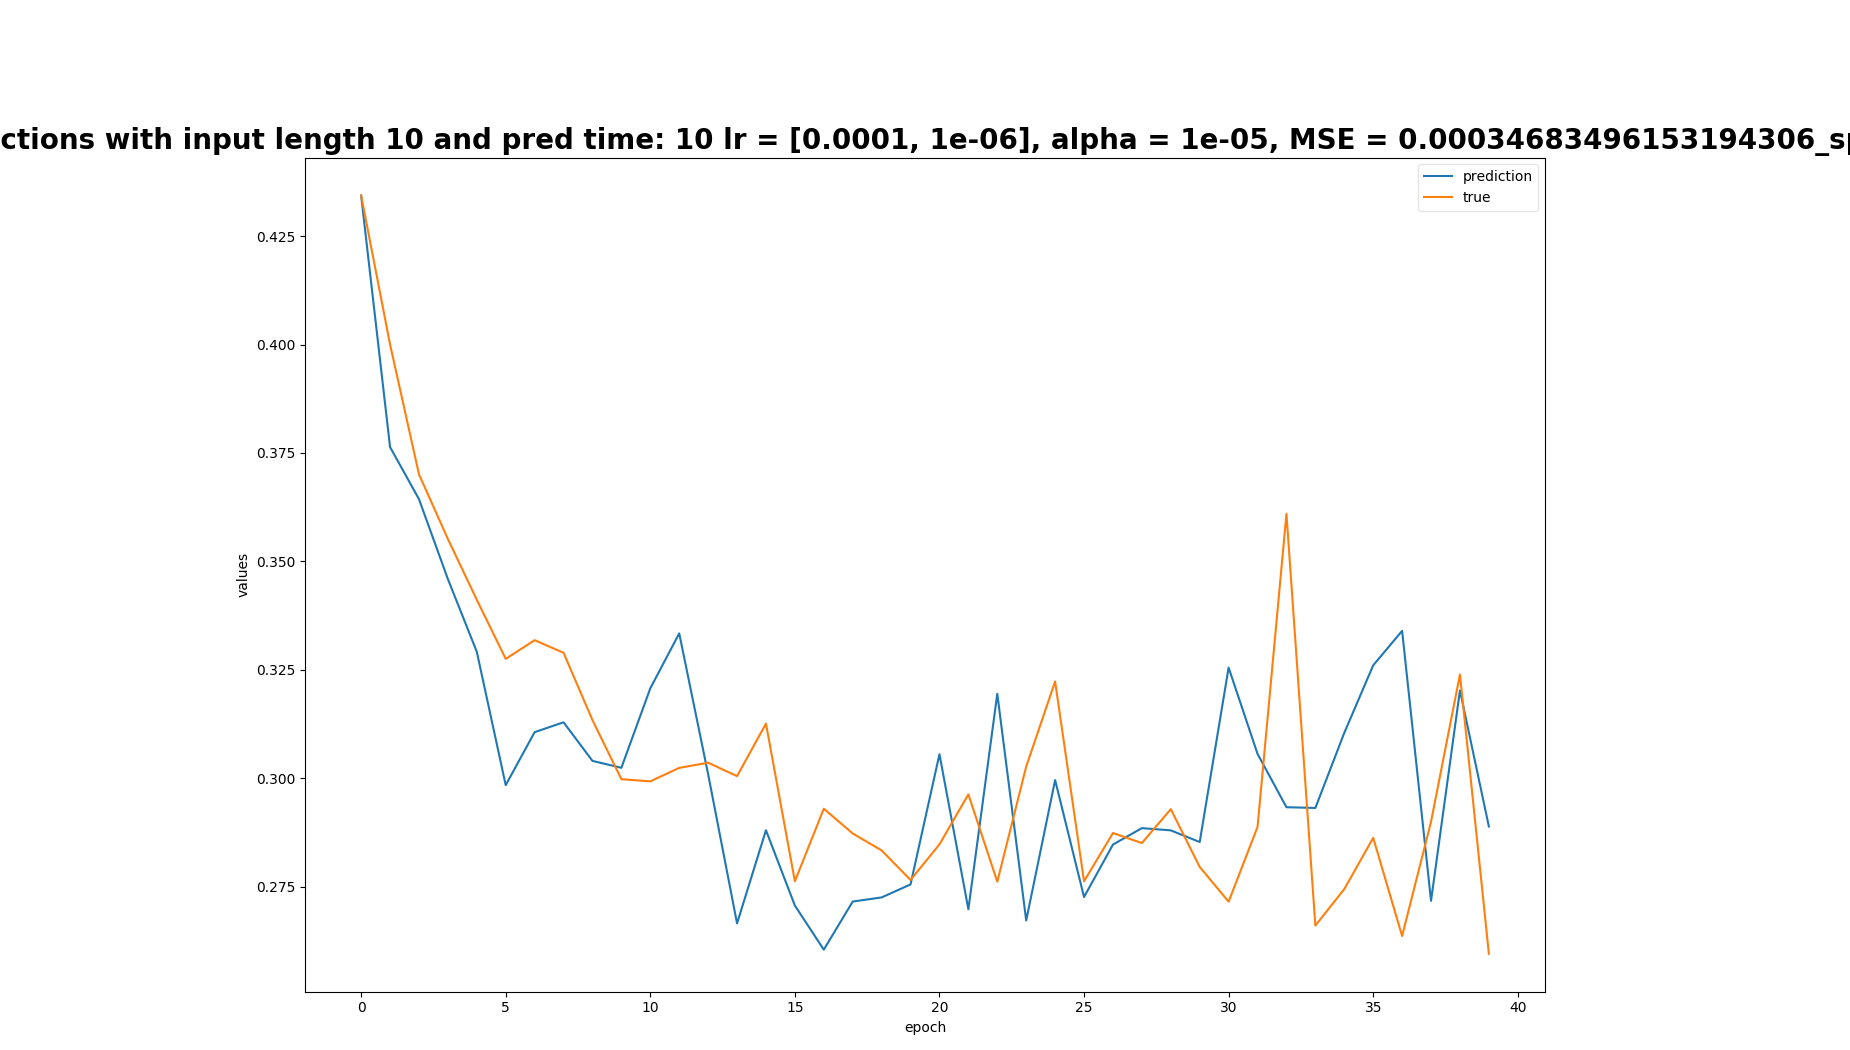 ctions with input length 10 and pred time: 10 lr = [0.0001, 1e-06], alpha = 1e-05, MSE = 0.00034683496153194306_sp
prediction
true
0.425
0.400
0.375
0.350
0.325
0.300
0.275
values
0 5 10 15 20 25 30 35 40
epoch